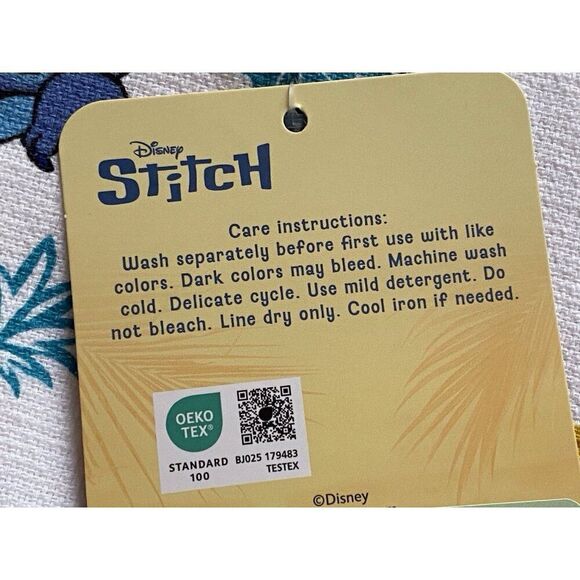 Disney
Stitch
Care instructions:
Wash separately before first use with like
colors. Dark colors may bleed. Machine wash
cold. Delicate cycle. Use mild detergent. Do
not bleach. Line dry only. Cool iron if needed.
OEKO
TEX®
STANDARD
100
BJ025 179483
TESTEX
©Disney